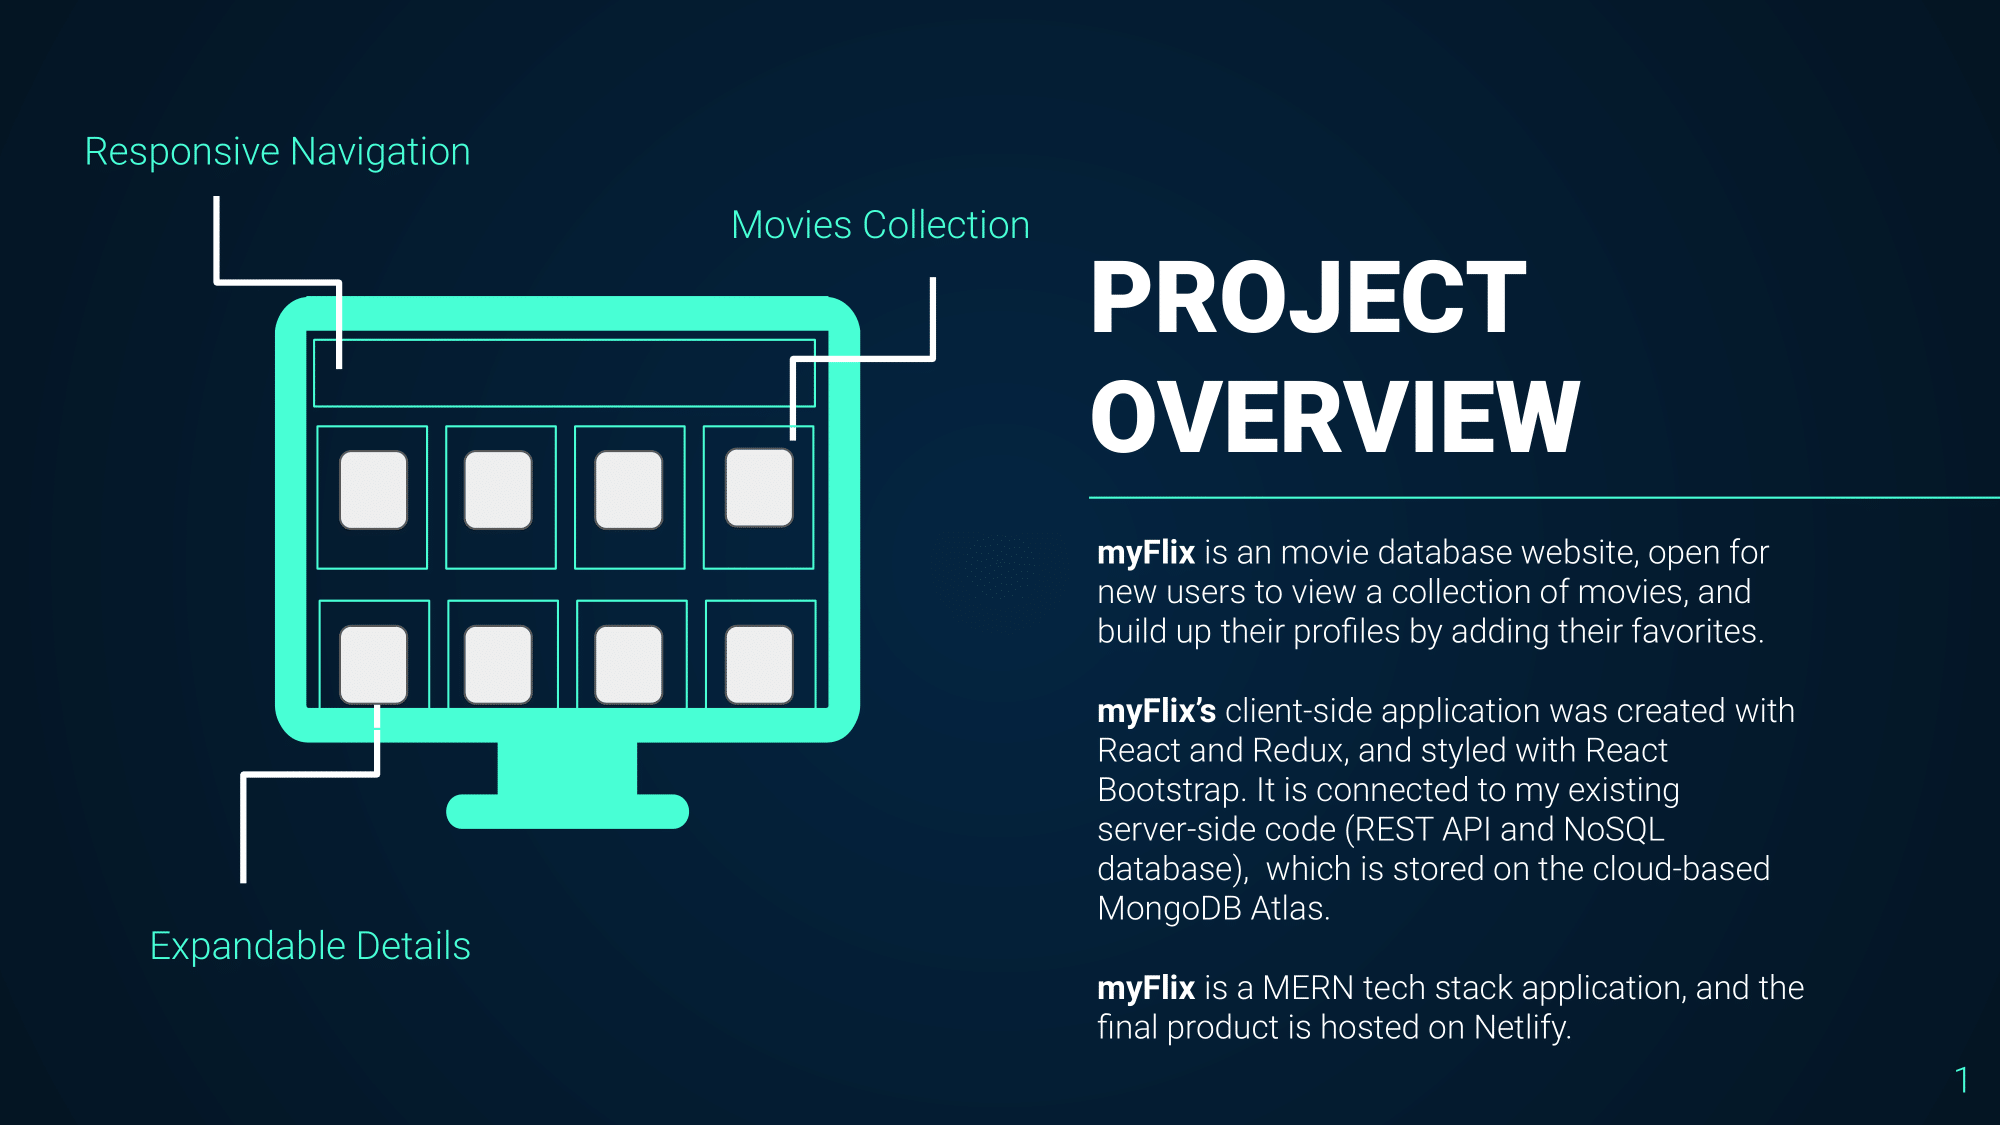 Responsive Navigation
Movies Collection
Expandable Details
PROJECT
OVERVIEW
myFlix is an movie database website, open for
new users to view a collection of movies, and
build up their profiles by adding their favorites.
myFlix’s client-side application was created with
React and Redux, and styled with React
Bootstrap. It is connected to my existing
server-side code (REST API and NoSQL
database),  which is stored on the cloud-based
MongoDB Atlas.
myFlix is a MERN tech stack application, and the
final product is hosted on Netlify.
1